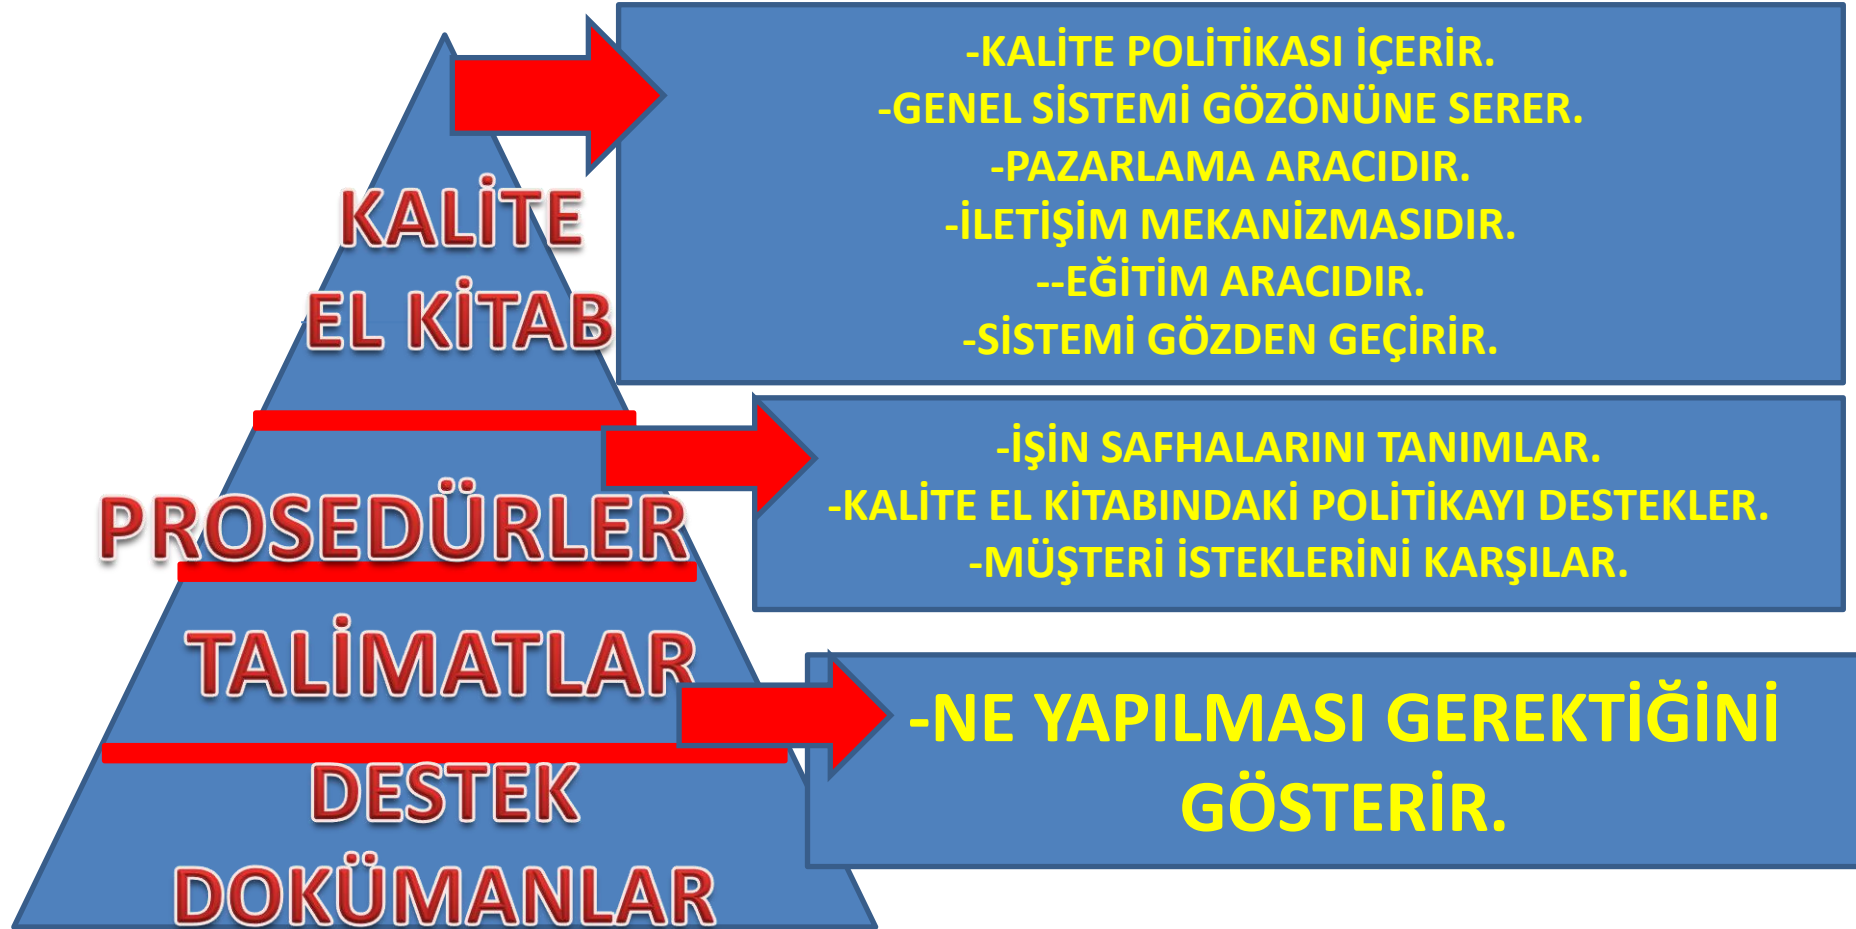 KALİTE
EL KİTAB
-KALİTE POLİTİKASI İÇERİR.
-GENEL SİSTEMİ GÖZÖNÜNE SERER.
-PAZARLAMA ARACIDIR.
-İLETİŞİM MEKANİZMASIDIR.
--EĞİTİM ARACIDIR.
-SİSTEMİ GÖZDEN GEÇİRİR.
PROSEDÜRLER
-İŞİN SAFHALARINI TANIMLAR.
-KALİTE EL KİTABINDAKİ POLİTİKAYI DESTEKLER.
-MÜŞTERİ İSTEKLERİNİ KARŞILAR.
TALİMATLAR
-NE YAPILMASI GEREKTİĞİNİ
GÖSTERİR.
DESTEK
DOKÜMANLAR